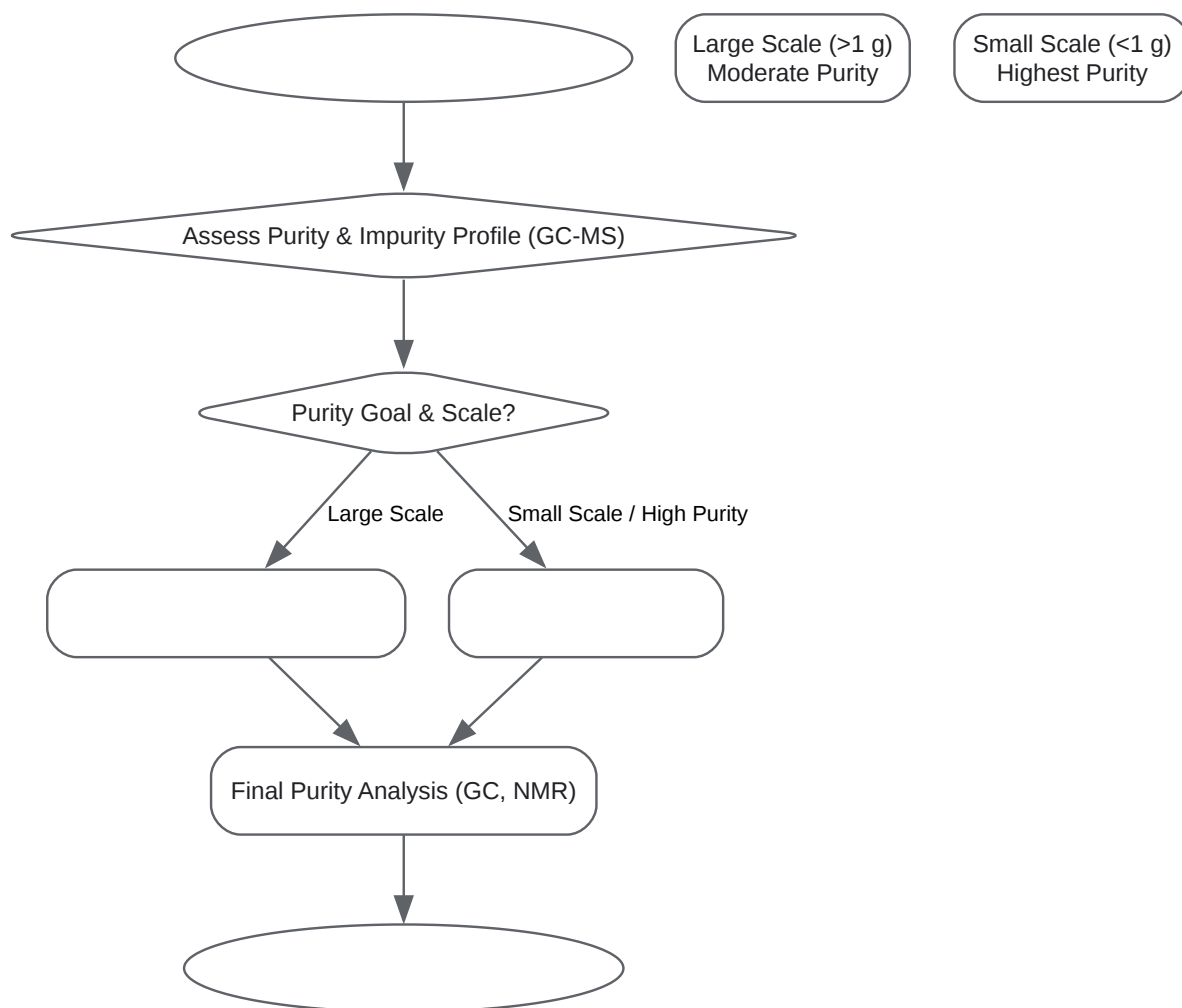 Large Scale (>1 g)
Moderate Purity
Small Scale (<1 g)
Highest Purity
Assess Purity & Impurity Profile (GC-MS)
Purity Goal & Scale?
Large Scale
Small Scale / High Purity
Final Purity Analysis (GC, NMR)